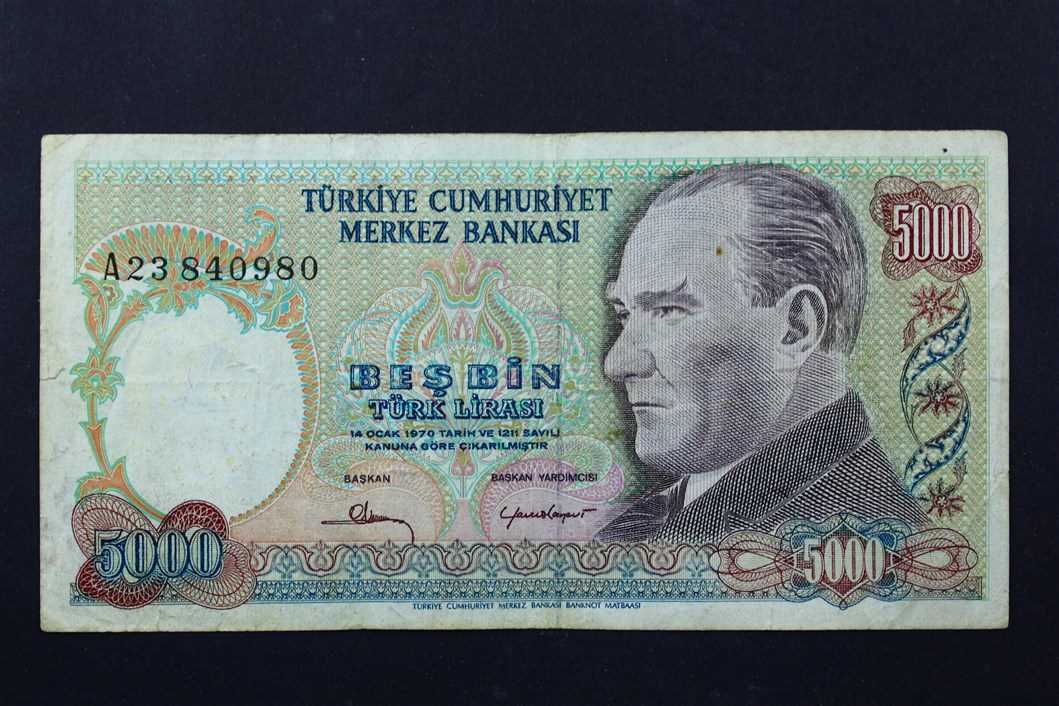 TÜRKİYE CUMHURİYET
MERKEZ BANKASI
5000
A23 840980
BEŞ BİN
TÜRK LİRASI
14 OCAK 1970 TARİH VE 1211 SAYILI
KANUNA GÖRE ÇIKARILMIŞTIR
BAŞKAN
BAŞKAN YARDIMCISI
5000
5000
TÜRKİYE CUMHURİYET MERKEZ BANKASI BANKNOT MATBAASI